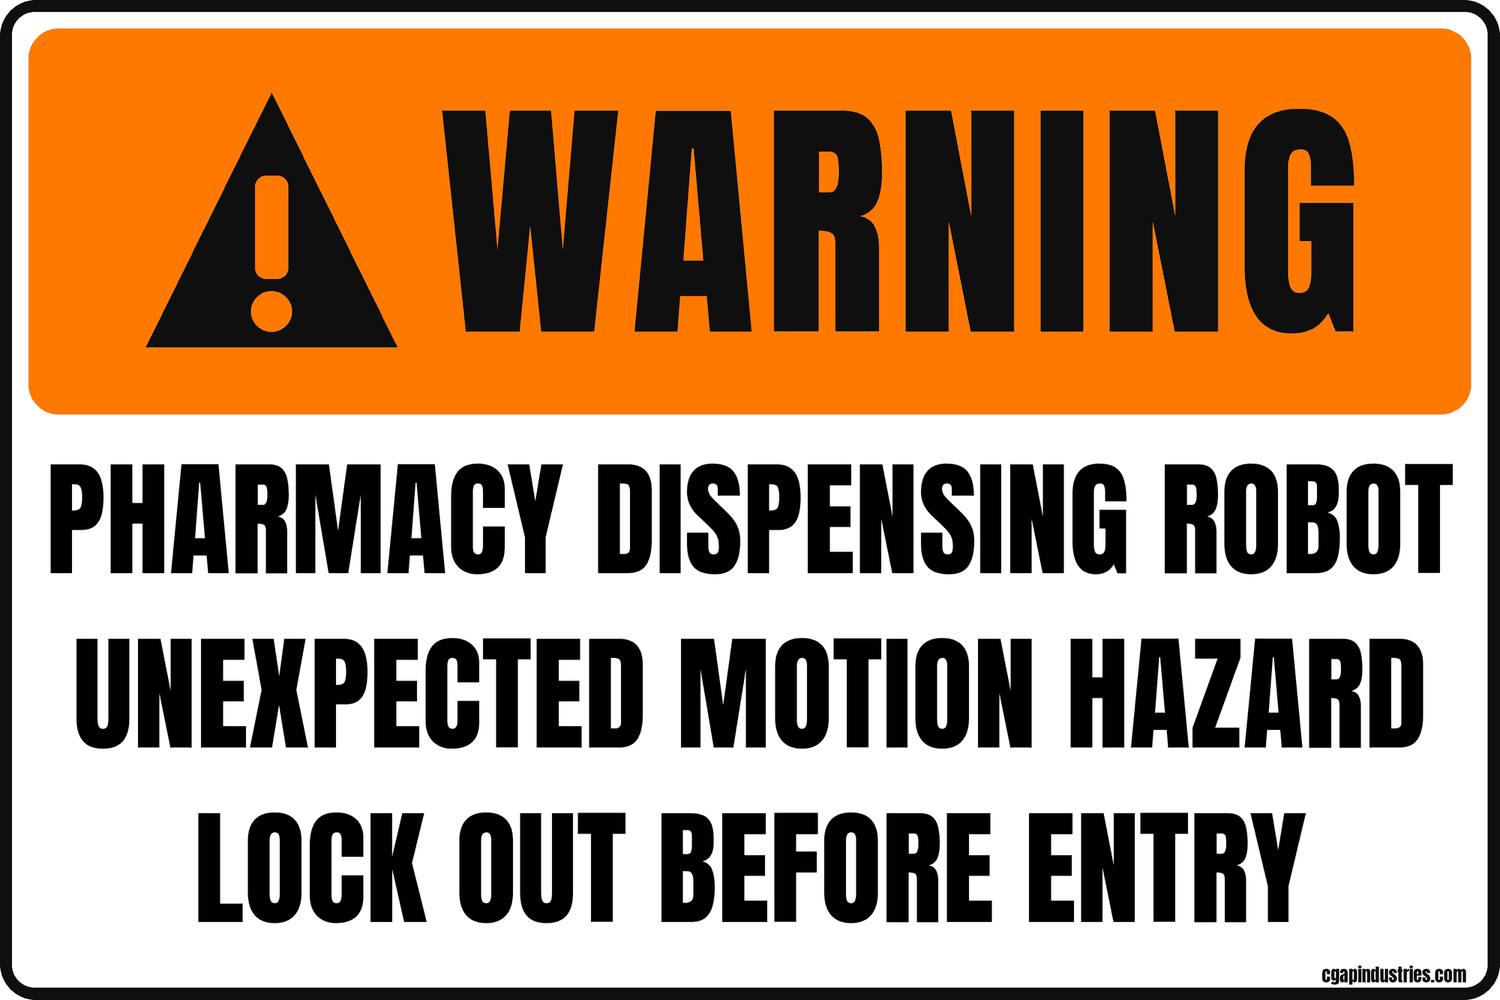 WARNING
PHARMACY DISPENSING ROBOT
UNEXPECTED MOTION HAZARD
LOCK OUT BEFORE ENTRY
cgapindustries.com